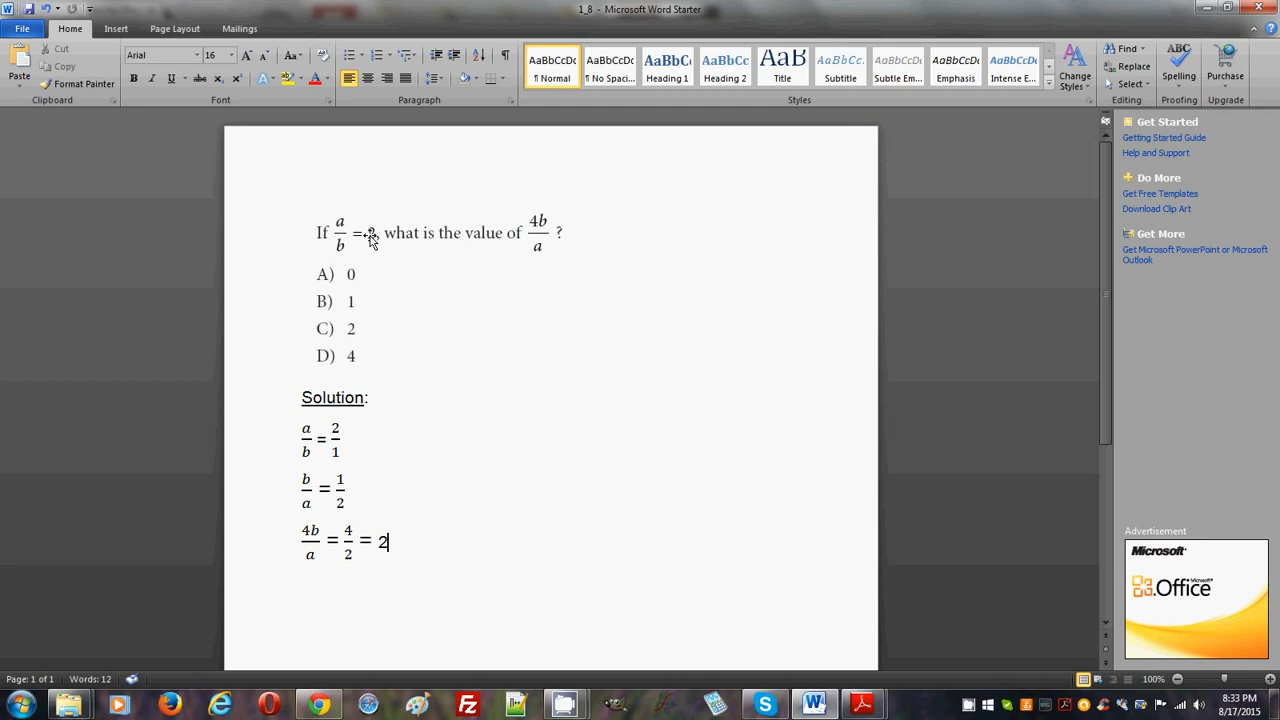 1_8 - Microsoft Word Starter
File Home Insert Page Layout Mailings
Paste
Cut
Copy
Format Painter
Clipboard
Arial 16
Font
Paragraph
AaBbCcDc AaBbCcDc AaBbC AaBbCc AaB AaBbCc. AaBbCcDc AaBbCcDc AaBbCcDc
¶ Normal ¶ No Spaci... Heading 1 Heading 2 Title Subtitle Subtle Em... Emphasis Intense E...
Change Styles
Styles
Find
Replace
Select
Editing
Spelling
Proofing
Purchase
Upgrade
If a/b = 2, what is the value of 4b/a ?
A) 0
B) 1
C) 2
D) 4
Solution:
a/b = 2/1
b/a = 1/2
4b/a = 4/2 = 2
Get Started
Getting Started Guide
Help and Support
Do More
Get Free Templates
Download Clip Art
Get More
Get Microsoft PowerPoint and Microsoft
Outlook
Advertisement
Microsoft
Office
Page: 1 of 1 Words: 12 100%
8:33 PM
8/17/2015